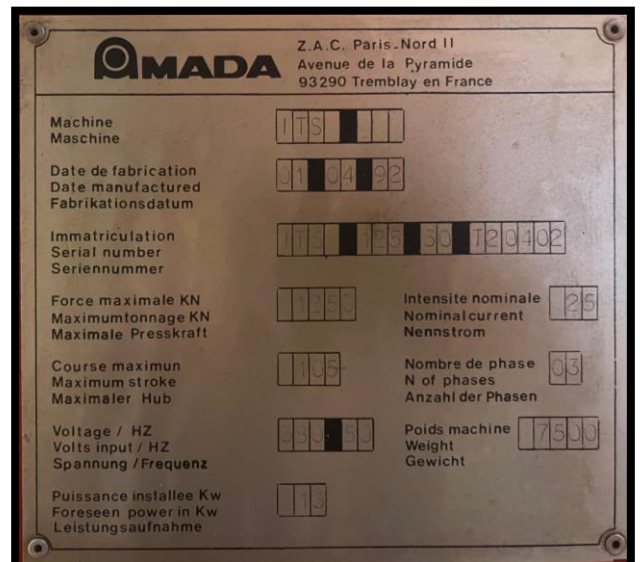 AMADA
Z.A.C. Paris-Nord II
Avenue de la Pyramide
93290 Tremblay en France
Machine
Maschine
ITS
Date de fabrication
Date manufactured
Fabrikationsdatum
01 04 92
Immatriculation
Serial number
Seriennummer
ITS 125 30 T20402
Force maximale KN
Maximumtonnage KN
Maximale Presskraft
1250
Intensite nominale
Nominal current
Nennstrom
25
Course maximun
Maximum stroke
Maximaler Hub
105
Nombre de phase
N of phases
Anzahl der Phasen
03
Voltage / HZ
Volts input / HZ
Spannung / Frequenz
380 50
Poids machine
Weight
Gewicht
7500
Puissance installee Kw
Foreseen power in Kw
Leistungsaufnahme
13